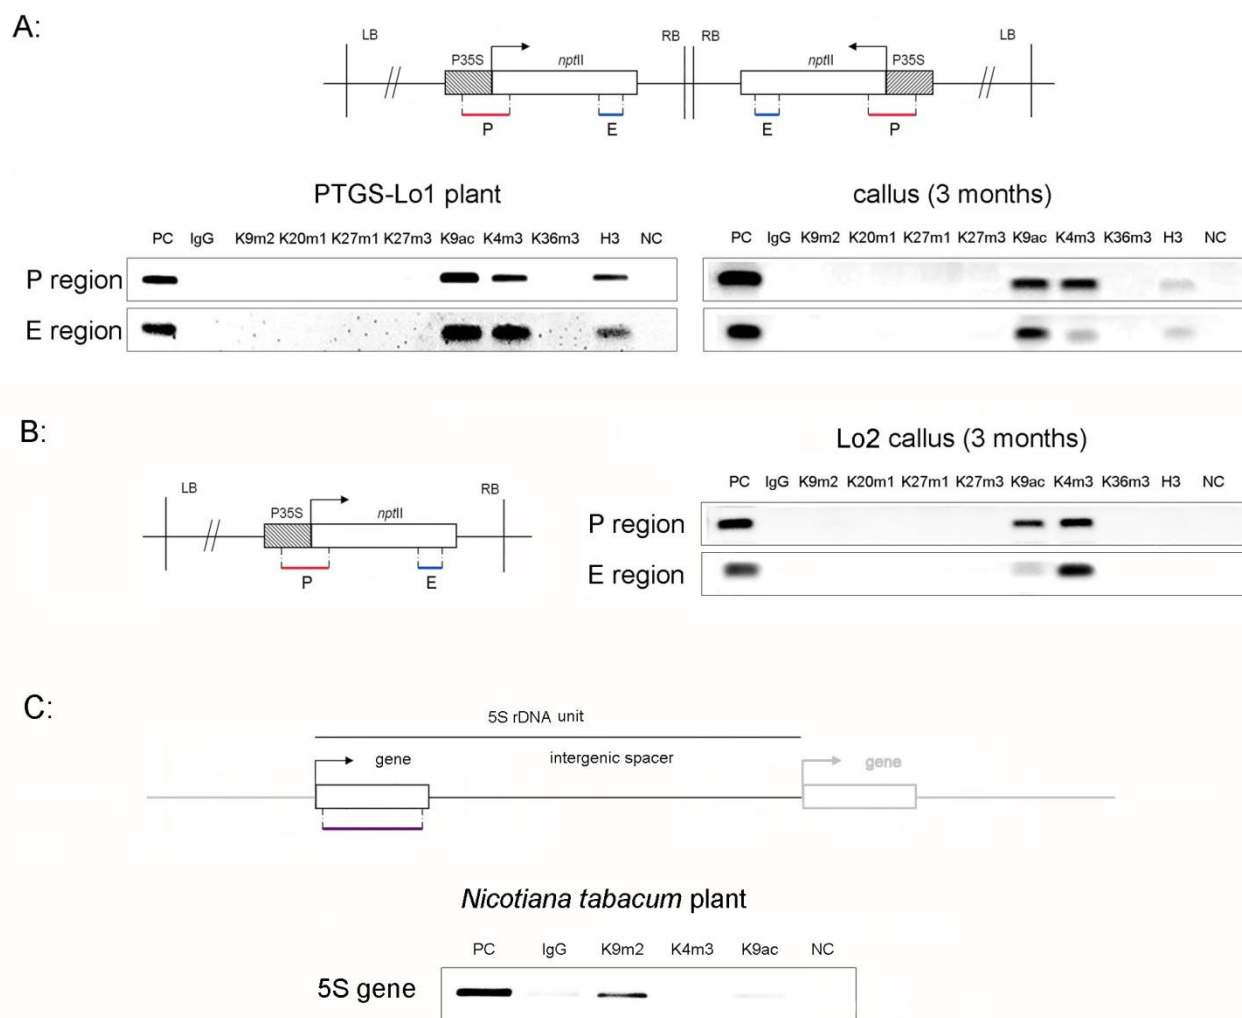 A:
LB RB RB LB
P35S nptII nptII P35S
P E E P
PTGS-Lo1 plant
PC IgG K9m2 K20m1 K27m1 K27m3 K9ac K4m3 K36m3 H3 NC
P region
E region
callus (3 months)
PC IgG K9m2 K20m1 K27m1 K27m3 K9ac K4m3 K36m3 H3 NC
B:
LB RB
P35S nptII
P E
Lo2 callus (3 months)
PC IgG K9m2 K20m1 K27m1 K27m3 K9ac K4m3 K36m3 H3 NC
P region
E region
C:
5S rDNA unit
gene intergenic spacer gene
Nicotiana tabacum plant
PC IgG K9m2 K4m3 K9ac NC
5S gene